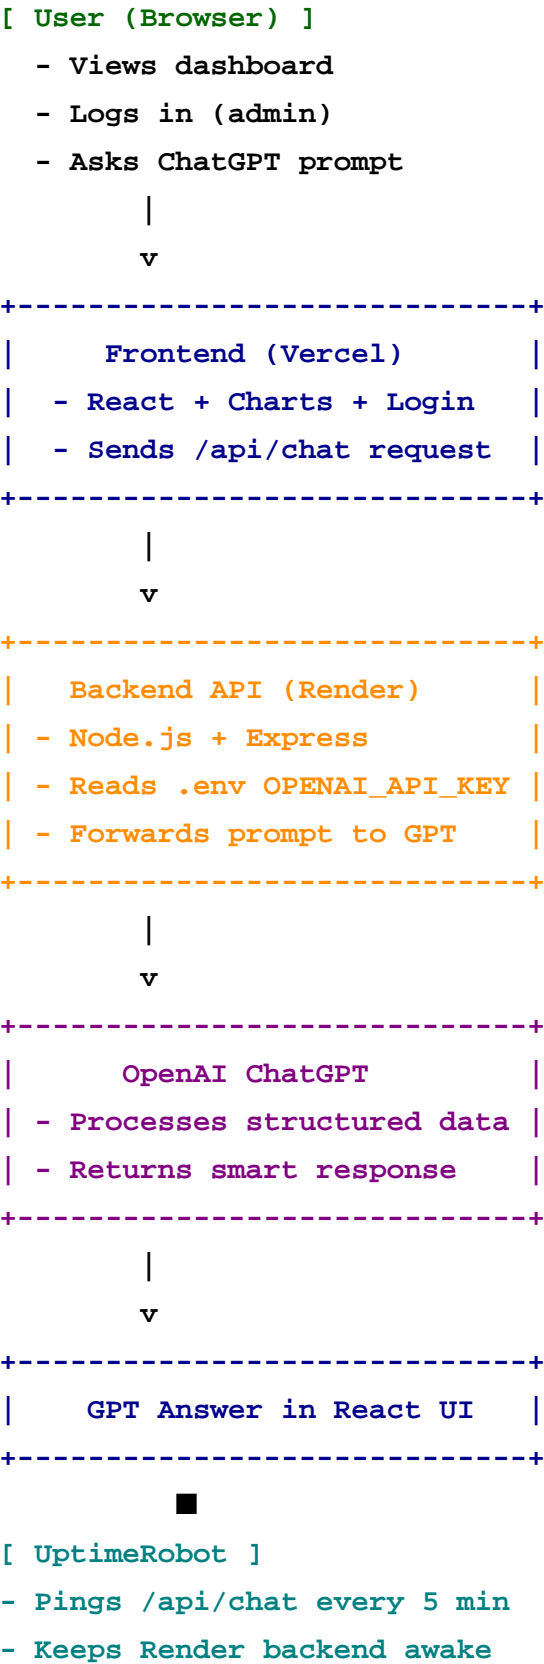 [ User (Browser) ]
- Views dashboard
- Logs in (admin)
- Asks ChatGPT prompt
|
v
+-----------------------------+
|     Frontend (Vercel)       |
|  - React + Charts + Login   |
|  - Sends /api/chat request  |
+-----------------------------+
|
v
+-----------------------------+
|   Backend API (Render)      |
| - Node.js + Express         |
| - Reads .env OPENAI_API_KEY |
| - Forwards prompt to GPT    |
+-----------------------------+
|
v
+-----------------------------+
|      OpenAI ChatGPT         |
| - Processes structured data |
| - Returns smart response    |
+-----------------------------+
|
v
+-----------------------------+
|    GPT Answer in React UI   |
+-----------------------------+
■
[ UptimeRobot ]
- Pings /api/chat every 5 min
- Keeps Render backend awake